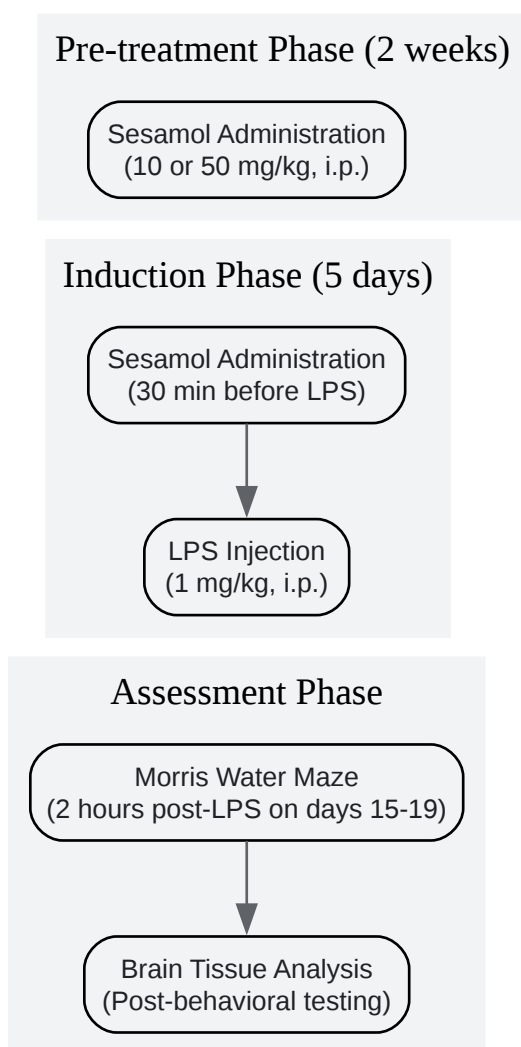 Pre-treatment Phase (2 weeks)
Sesamol Administration
(10 or 50 mg/kg, i.p.)
Induction Phase (5 days)
Sesamol Administration
(30 min before LPS)
LPS Injection
(1 mg/kg, i.p.)
Assessment Phase
Morris Water Maze
(2 hours post-LPS on days 15-19)
Brain Tissue Analysis
(Post-behavioral testing)